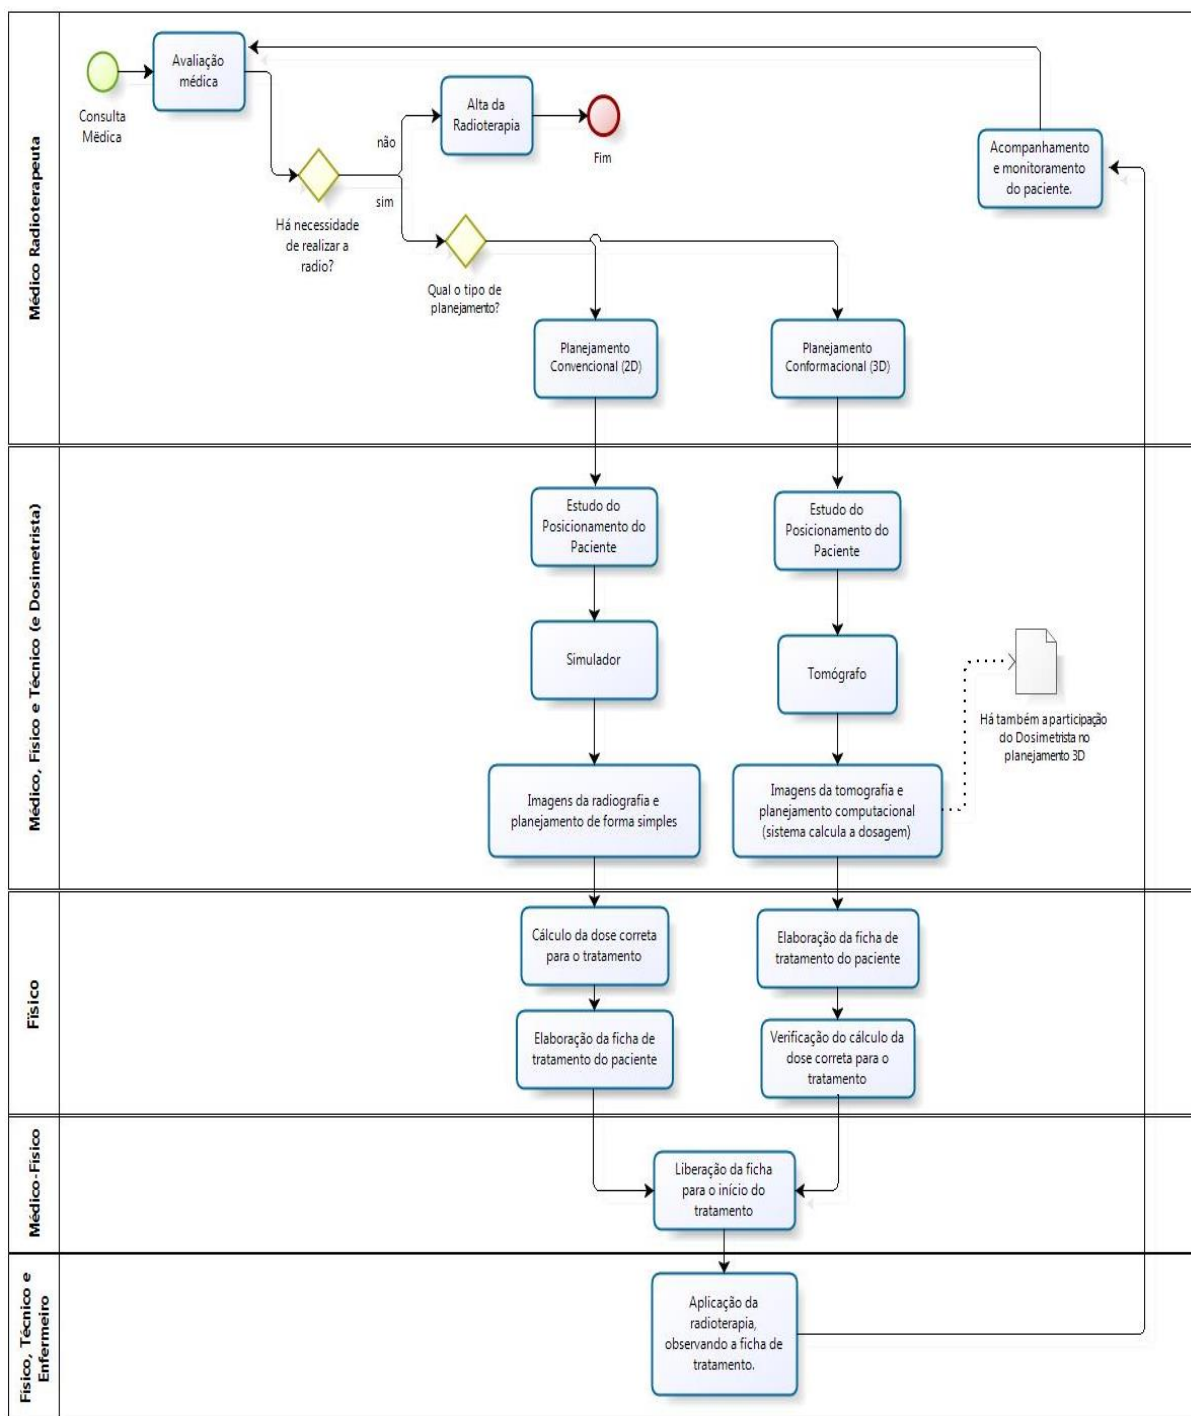 Médico Radioterapeuta
Consulta
Mëdica
Avaliação
médica
Há necessidade
de realizar a
radio?
não
sim
Alta da
Radioterapia
Fim
Qual o tipo de
planejamento?
Planejamento
Convencional (2D)
Planejamento
Conformacional (3D)
Acompanhamento
e monitoramento
do paciente.
Médico, Físico e Técnico (e Dosimetrista)
Estudo do
Posicionamento do
Paciente
Estudo do
Posicionamento do
Paciente
Simulador
Tomógrafo
Há também a participação
do Dosimetrista no
planejamento 3D
Imagens da radiografia e
planejamento de forma simples
Imagens da tomografia e
planejamento computacional
(sistema calcula a dosagem)
Fïsico
Cálculo da dose correta
para o tratamento
Elaboração da ficha de
tratamento do paciente
Elaboração da ficha de
tratamento do paciente
Verificação do cálculo da
dose correta para o
tratamento
Médico-Físico
Liberação da ficha
para o início do
tratamento
Físico, Técnico e
Enfermeiro
Aplicação da
radioterapia,
observando a ficha de
tratamento.